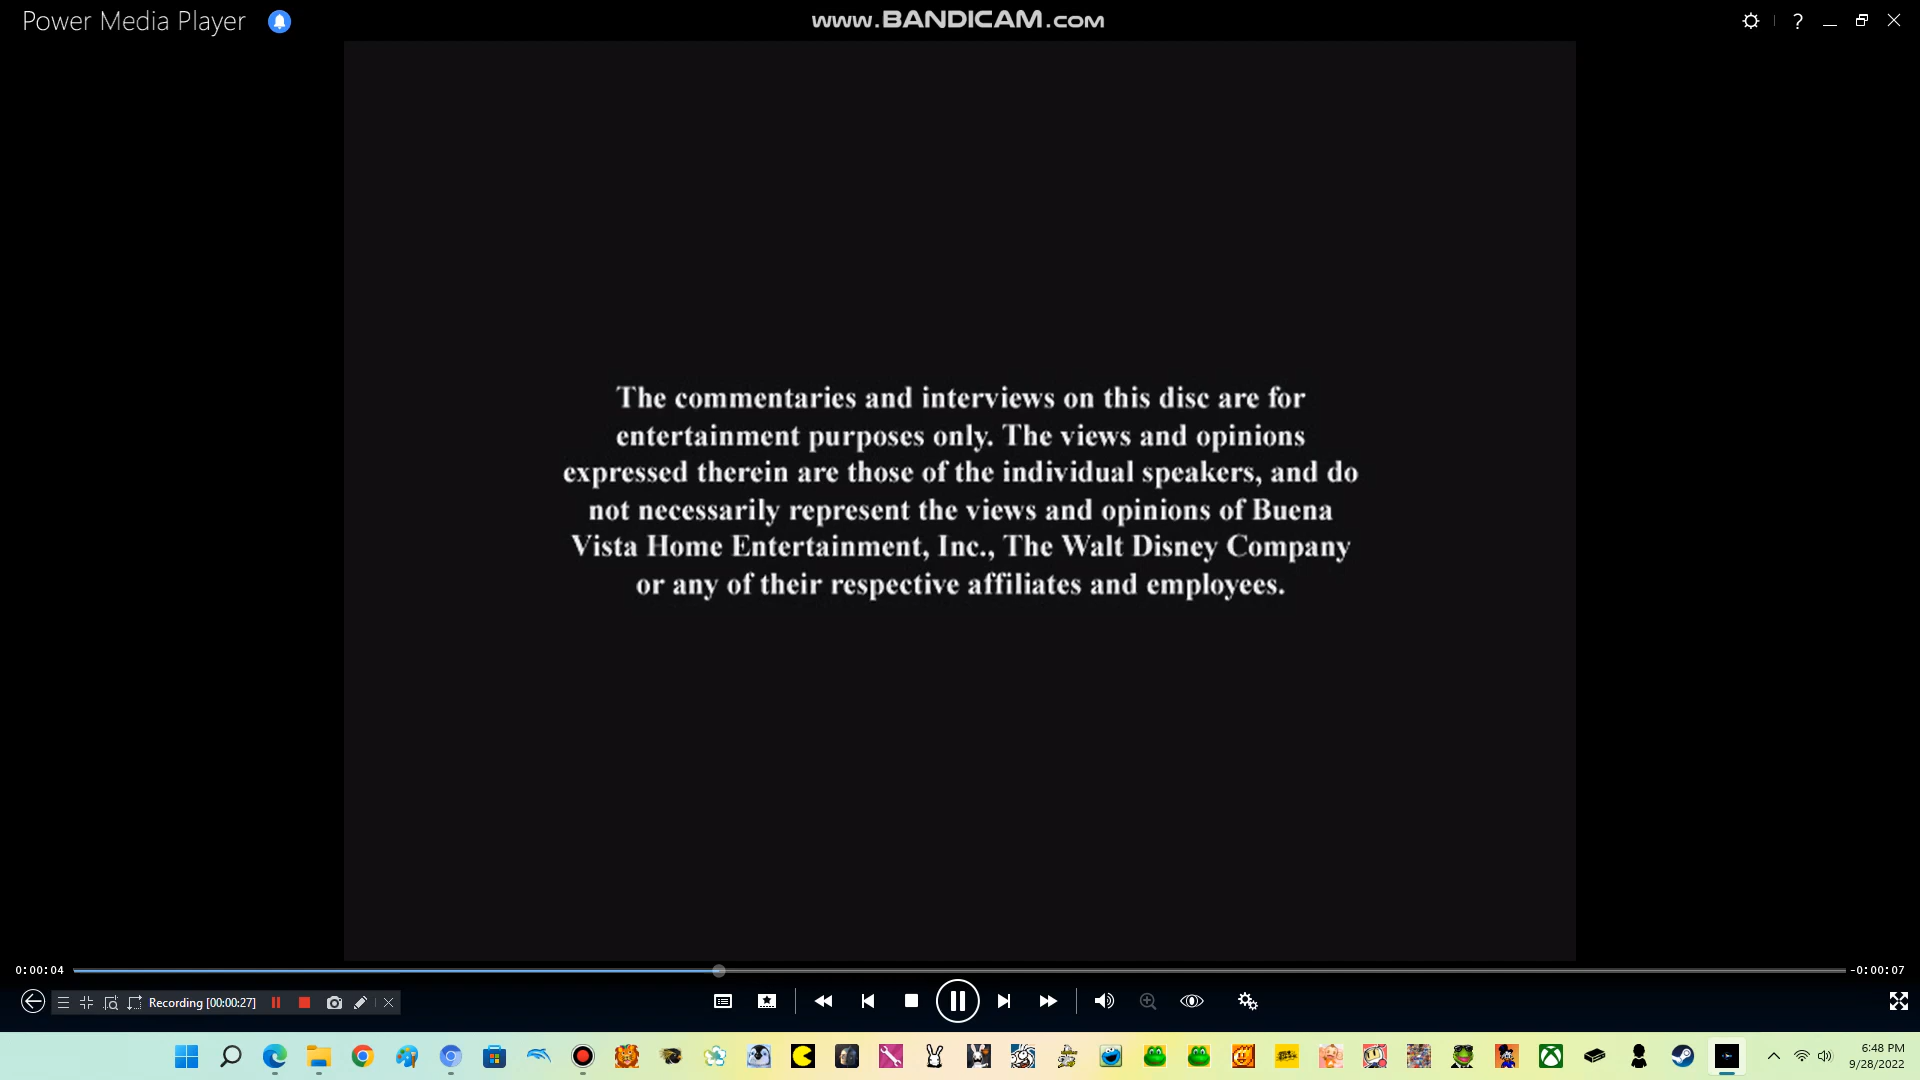 Power Media Player
www.BANDICAM.com
?
The commentaries and interviews on this disc are for
entertainment purposes only. The views and opinions
expressed therein are those of the individual speakers, and do
not necessarily represent the views and opinions of Buena
Vista Home Entertainment, Inc., The Walt Disney Company
or any of their respective affiliates and employees.
0:00:04
-0:00:07
Recording [00:00:27]
6:48 PM
9/28/2022